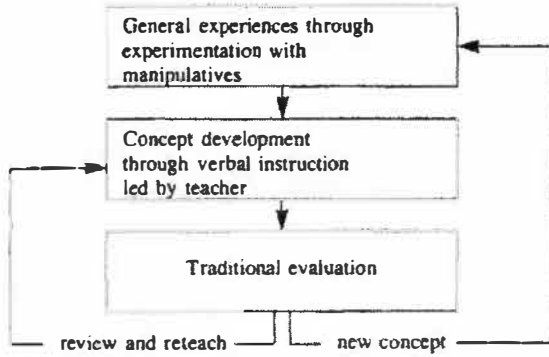 General experiences through
experimentation with
manipulatives
Concept development
through verbal instruction
led by teacher
Traditional evaluation
review and reteach
new concept